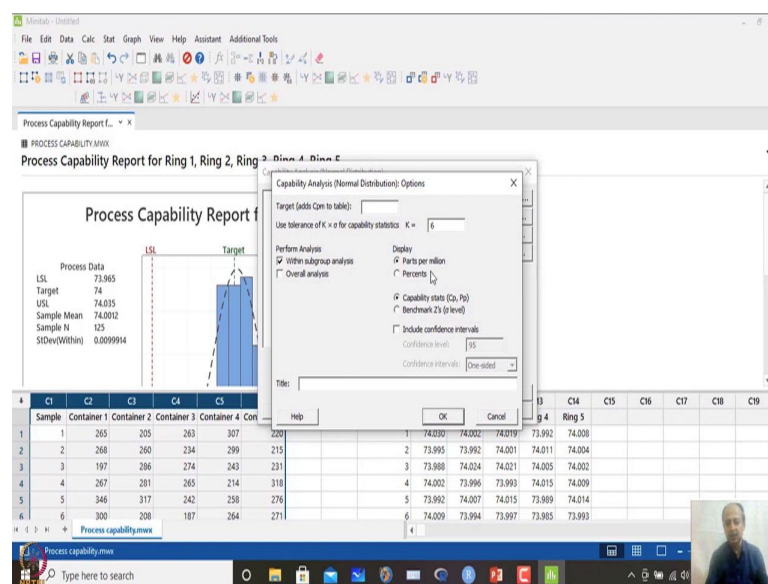 Minitab - Untitled
File Edit Data Calc Stat Graph View Help Assistant Additional Tools
Process Capability Report f...
PROCESS CAPABILITY.MWX
Process Capability Report for Ring 1, Ring 2, Ring 3, Ring 4, Ring 5
Process Capability Report f
LSL Target
Process Data
LSL 73.965
Target 74
USL 74.035
Sample Mean 74.0012
Sample N 125
StDev(Within) 0.0099914
Capability Analysis (Normal Distribution): Options
Target (adds Cpm to table):
Use tolerance of K × σ for capability statistics K = 6
Perform Analysis
Within subgroup analysis
Overall analysis
Display
Parts per million
Percents
Capability stats (Cp, Pp)
Benchmark Z's (σ level)
Include confidence intervals
Confidence level: 95
Confidence intervals: One-sided
Title:
Help OK Cancel
C1 C2 C3 C4 C5 13 C14 C15 C16 C17 C18 C19
Sample Container 1 Container 2 Container 3 Container 4 Con g 4 Ring 5
1 1 265 205 263 307 220 1 74.030 74.002 74.019 73.992 74.008
2 2 268 260 234 299 215 2 73.995 73.992 74.001 74.011 74.004
3 3 197 286 274 243 231 3 73.988 74.024 74.021 74.005 74.002
4 4 267 281 265 214 318 4 74.002 73.996 73.993 74.015 74.009
5 5 346 317 242 258 276 5 73.992 74.007 74.015 73.989 74.014
6 6 300 208 187 264 271 6 74.009 73.994 73.997 73.985 73.993
Process capability.mwx
Process capability.mwx
Type here to search